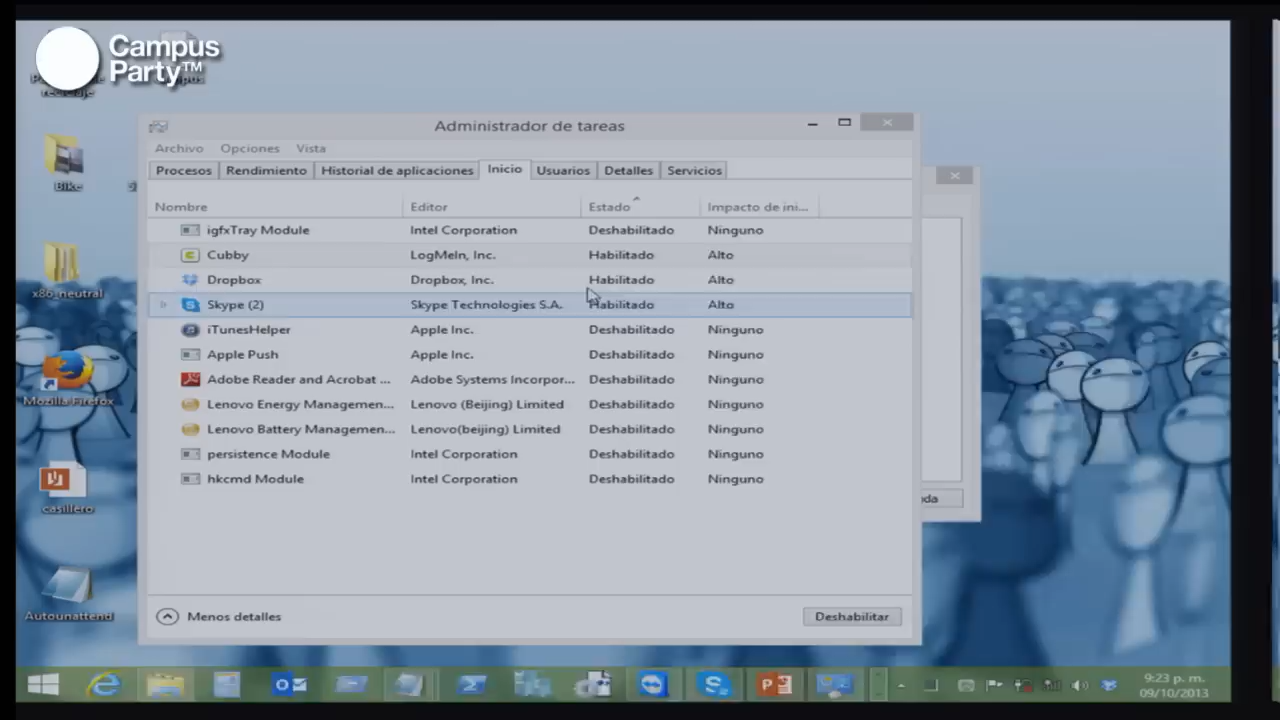 Campus
Party™
reciclaje
Bike
x86_neutral
Mozilla Firefox
casillero
Autounattend
Administrador de tareas
Archivo Opciones Vista
Procesos Rendimiento Historial de aplicaciones Inicio Usuarios Detalles Servicios
Nombre Editor Estado Impacto de ini...
igfxTray Module Intel Corporation Deshabilitado Ninguno
Cubby LogMeIn, Inc. Habilitado Alto
Dropbox Dropbox, Inc. Habilitado Alto
Skype (2) Skype Technologies S.A. Habilitado Alto
iTunesHelper Apple Inc. Deshabilitado Ninguno
Apple Push Apple Inc. Deshabilitado Ninguno
Adobe Reader and Acrobat ... Adobe Systems Incorpor... Deshabilitado Ninguno
Lenovo Energy Managemen... Lenovo (Beijing) Limited Deshabilitado Ninguno
Lenovo Battery Managemen... Lenovo(beijing) Limited Deshabilitado Ninguno
persistence Module Intel Corporation Deshabilitado Ninguno
hkcmd Module Intel Corporation Deshabilitado Ninguno
Menos detalles Deshabilitar
9:23 p. m.
09/10/2013